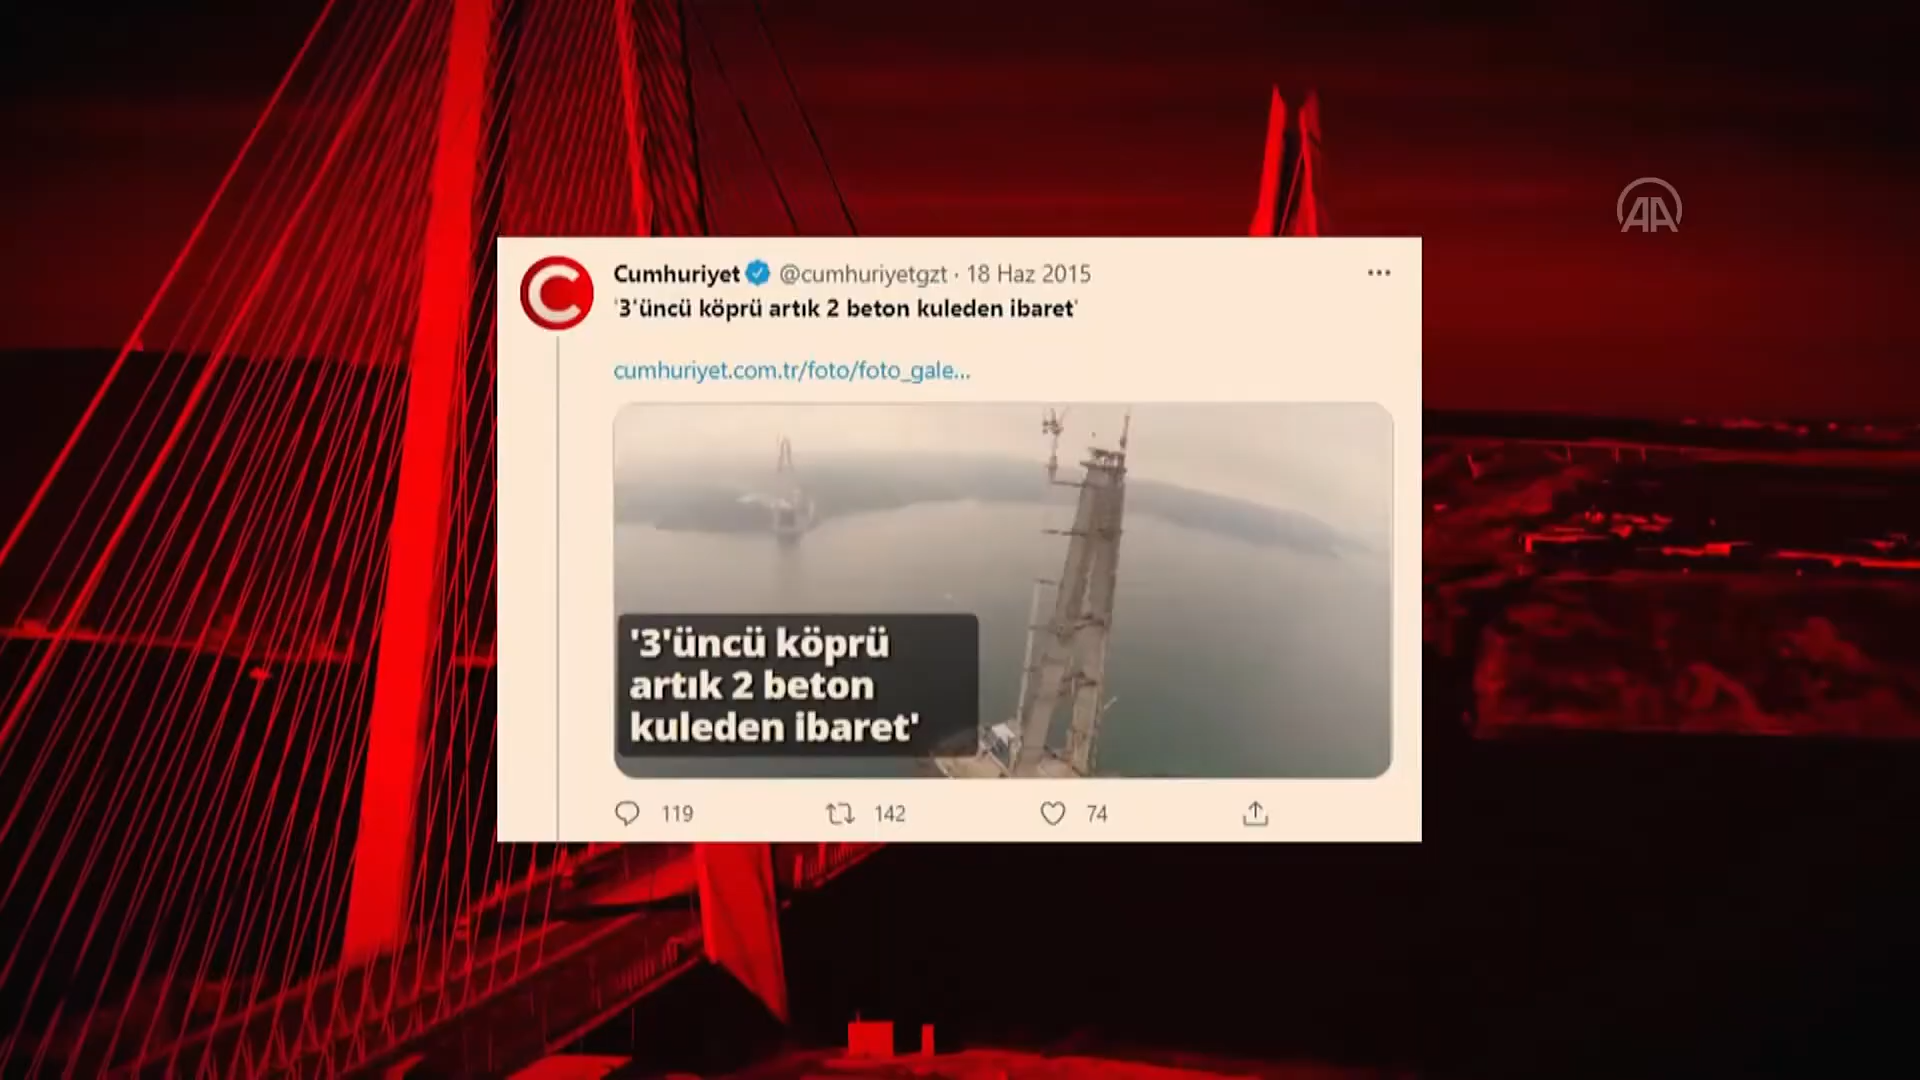 AA
Cumhuriyet @cumhuriyetgzt · 18 Haz 2015
'3'üncü köprü artık 2 beton kuleden ibaret'
cumhuriyet.com.tr/foto/foto_gale...
'3'üncü köprü
artık 2 beton
kuleden ibaret'
119 142 74